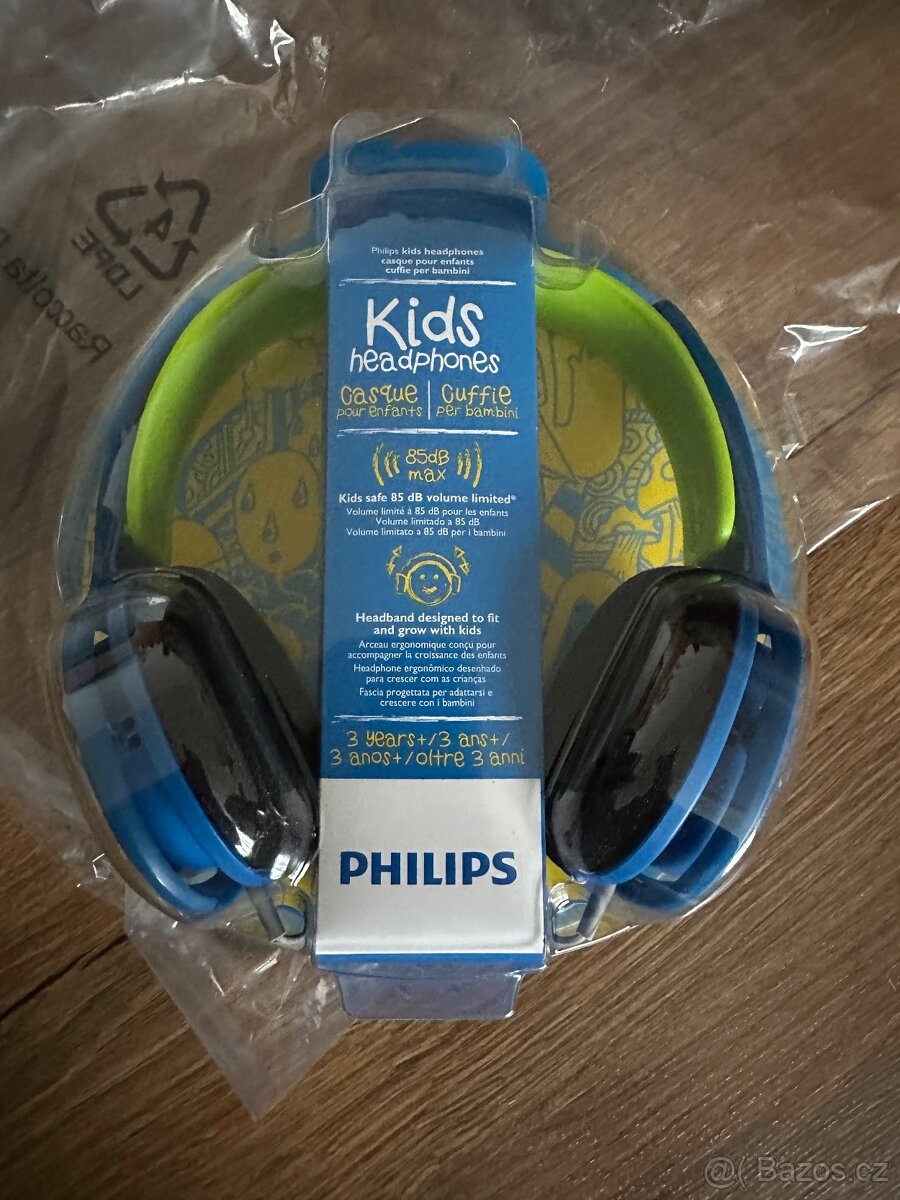 Philips kids headphones
casque pour enfants
cuffie per bambini
Kids
headphones
Casque
pour enfants
Cuffie
per bambini
85dB
max
Kids safe 85 dB volume limited*
Volume limité à 85 dB pour les enfants
Volume limitado a 85 dB
Volume limitato a 85 dB per i bambini
Headband designed to fit
and grow with kids
Arceau ergonomique conçu pour
accompagner la croissance des enfants
Headphone ergonômico desenhado
para crescer com as crianças
Fascia progettata per adattarsi e
crescere con i bambini
3 years+/3 ans+/
3 anos+/oltre 3 anni
PHILIPS
A
LDPE
Raccolta
@( Bazos.cz